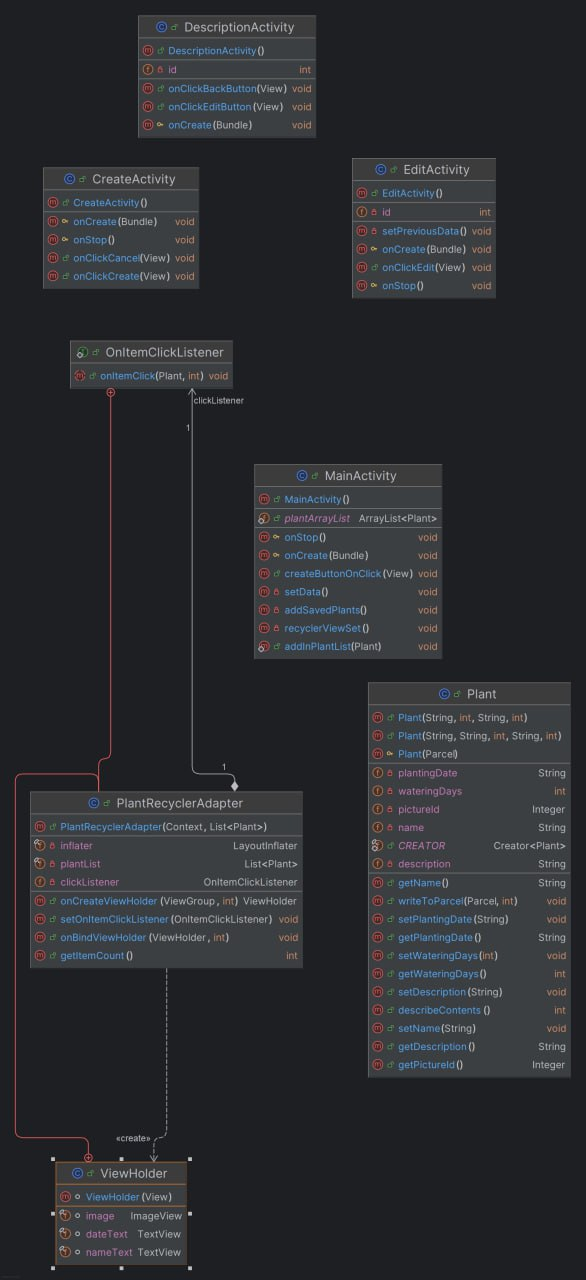 DescriptionActivity
DescriptionActivity()
id int
onClickBackButton(View) void
onClickEditButton(View) void
onCreate(Bundle) void
CreateActivity
CreateActivity()
onCreate(Bundle) void
onStop() void
onClickCancel(View) void
onClickCreate(View) void
EditActivity
EditActivity()
id int
setPreviousData() void
onCreate(Bundle) void
onClickEdit(View) void
onStop() void
OnItemClickListener
onItemClick(Plant, int) void
clickListener
1
MainActivity
MainActivity()
plantArrayList ArrayList<Plant>
onStop() void
onCreate(Bundle) void
createButtonOnClick(View) void
setData() void
addSavedPlants() void
recyclerViewSet() void
addInPlantList(Plant) void
Plant
Plant(String, int, String, int)
Plant(String, String, int, String, int)
Plant(Parcel)
plantingDate String
wateringDays int
pictureId Integer
name String
CREATOR Creator<Plant>
description String
getName() String
writeToParcel(Parcel, int) void
setPlantingDate(String) void
getPlantingDate() String
setWateringDays(int) void
getWateringDays() int
setDescription(String) void
describeContents() int
setName(String) void
getDescription() String
getPictureId() Integer
1
PlantRecyclerAdapter
PlantRecyclerAdapter(Context, List<Plant>)
inflater LayoutInflater
plantList List<Plant>
clickListener OnItemClickListener
onCreateViewHolder(ViewGroup, int) ViewHolder
setOnItemClickListener(OnItemClickListener) void
onBindViewHolder(ViewHolder, int) void
getItemCount() int
«create»
ViewHolder
ViewHolder(View)
image ImageView
dateText TextView
nameText TextView